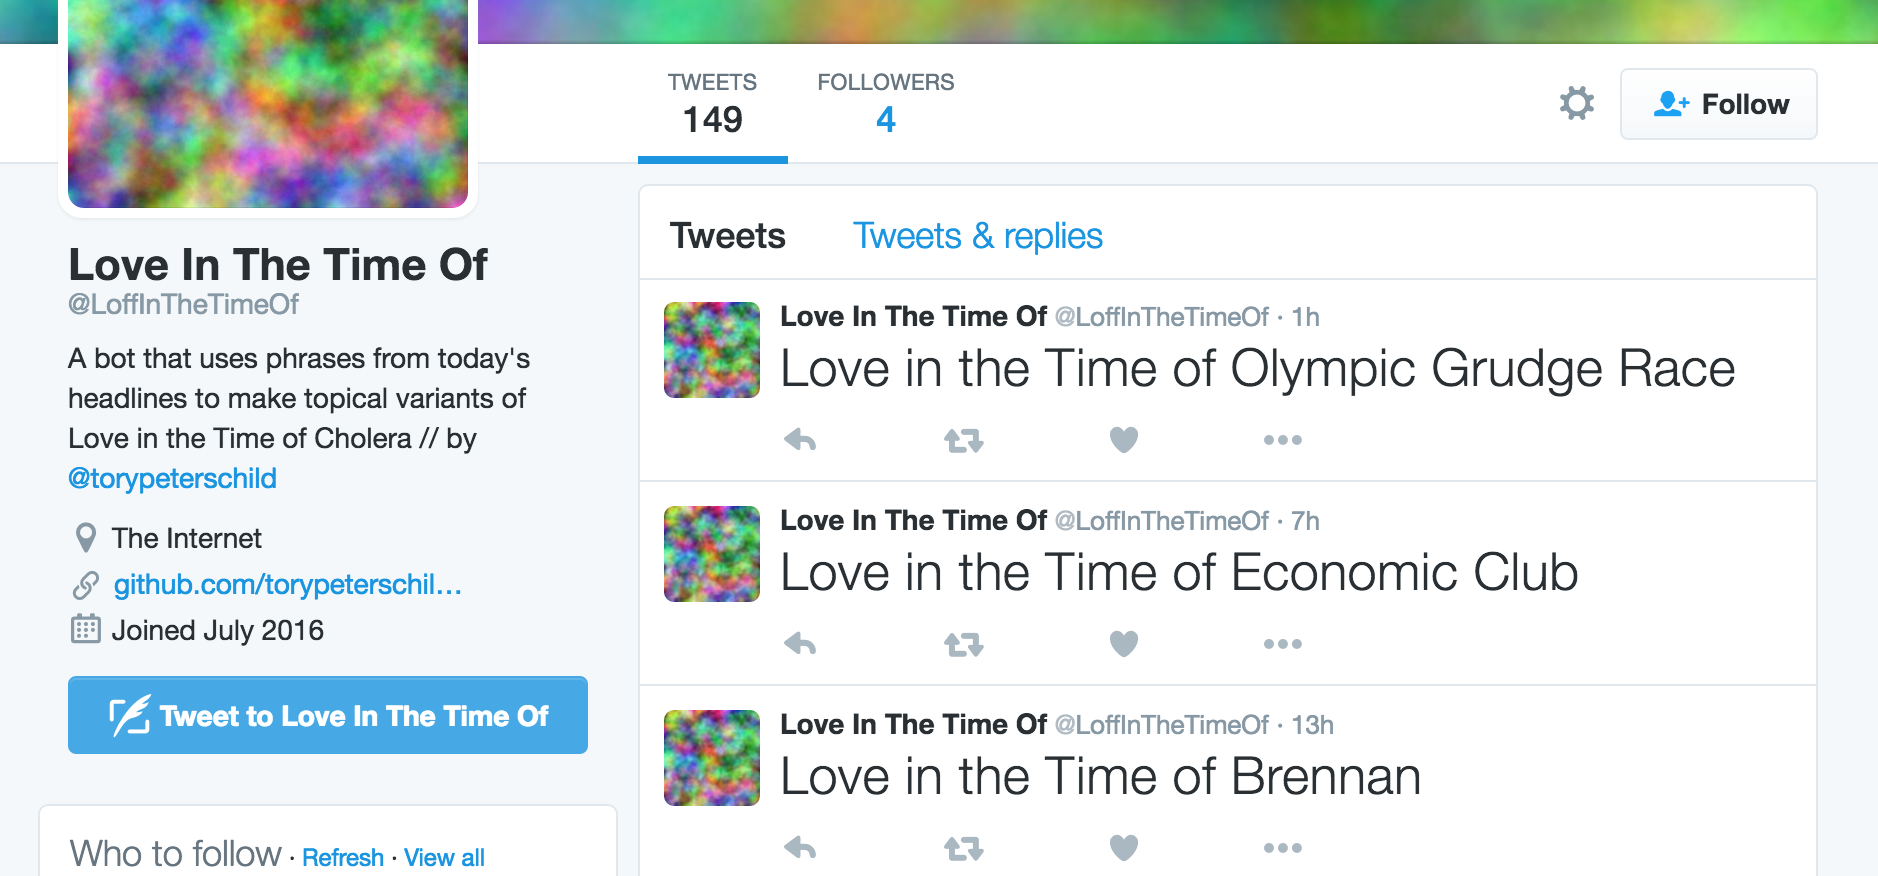 TWEETS
149
FOLLOWERS
4
Follow
Love In The Time Of
@LoffInTheTimeOf
A bot that uses phrases from today's
headlines to make topical variants of
Love in the Time of Cholera // by
@torypeterschild
The Internet
github.com/torypeterschil…
Joined July 2016
Tweet to Love In The Time Of
Who to follow · Refresh · View all
Tweets
Tweets & replies
Love In The Time Of @LoffInTheTimeOf · 1h
Love in the Time of Olympic Grudge Race
Love In The Time Of @LoffInTheTimeOf · 7h
Love in the Time of Economic Club
Love In The Time Of @LoffInTheTimeOf · 13h
Love in the Time of Brennan